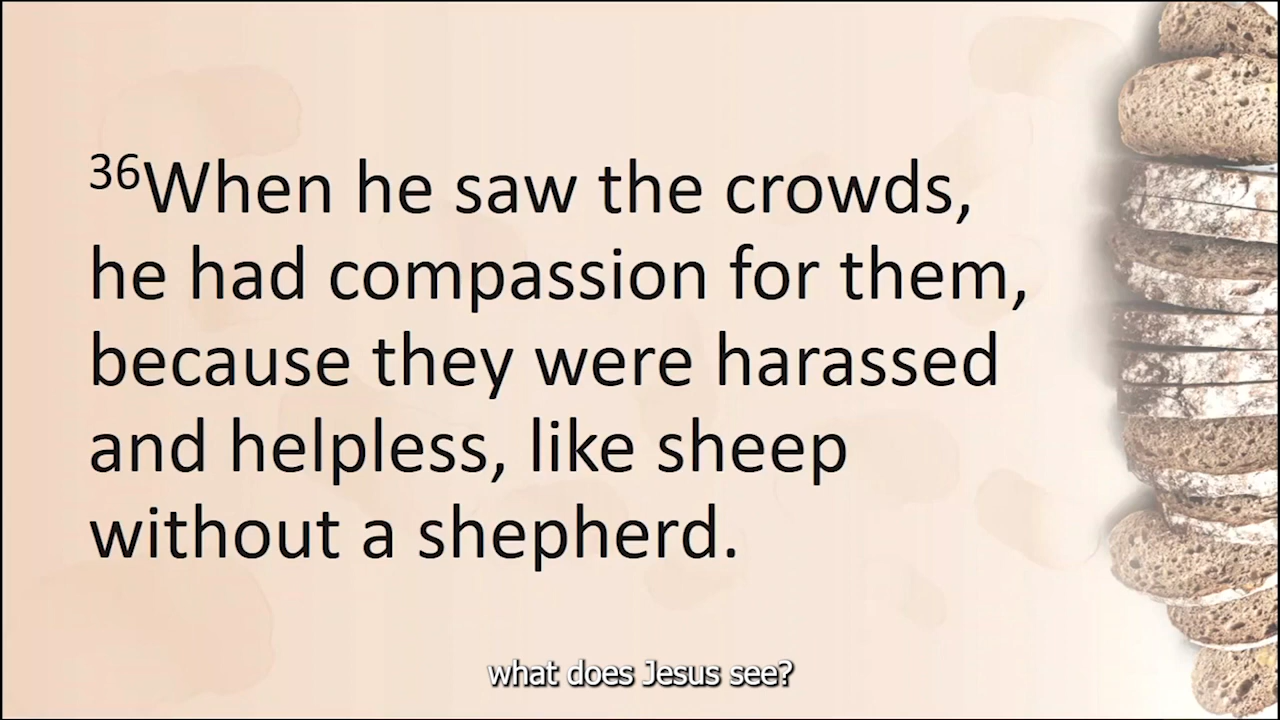 ³⁶When he saw the crowds,
he had compassion for them,
because they were harassed
and helpless, like sheep
without a shepherd.
what does Jesus see?